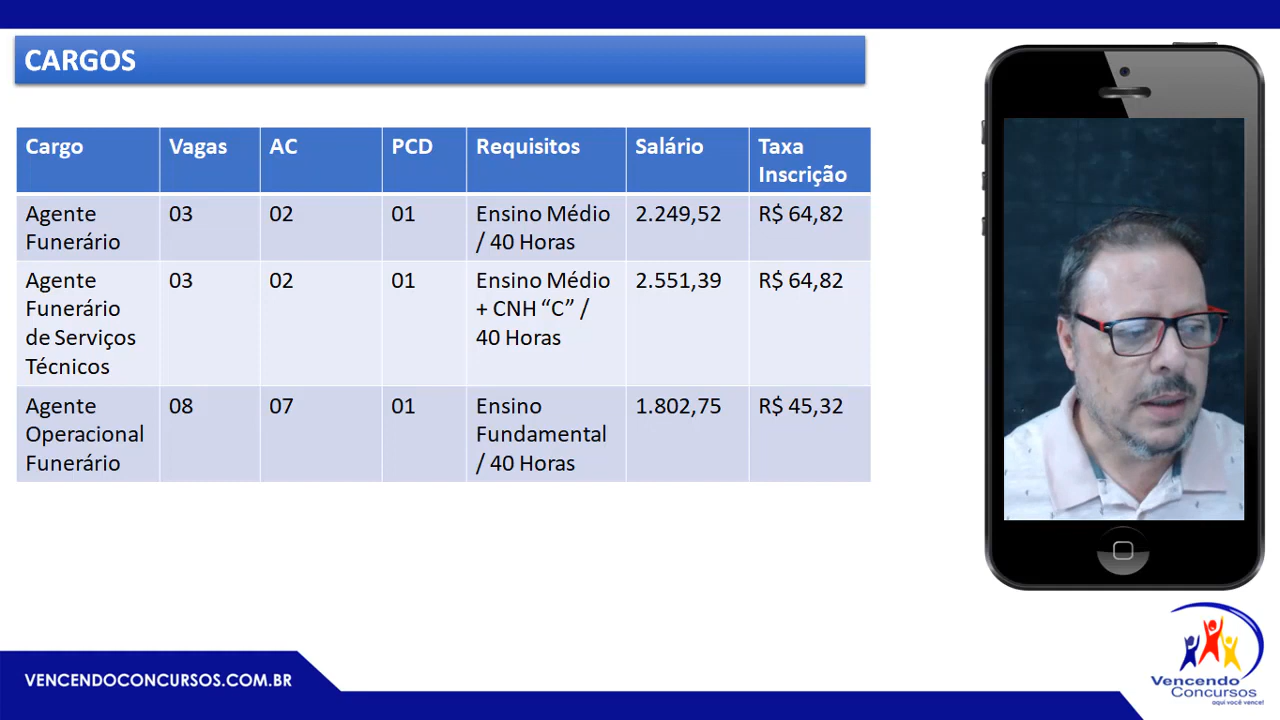 CARGOS
Cargo Vagas AC PCD Requisitos Salário Taxa Inscrição
Agente Funerário 03 02 01 Ensino Médio / 40 Horas 2.249,52 R$ 64,82
Agente Funerário de Serviços Técnicos 03 02 01 Ensino Médio + CNH “C” / 40 Horas 2.551,39 R$ 64,82
Agente Operacional Funerário 08 07 01 Ensino Fundamental / 40 Horas 1.802,75 R$ 45,32
VENCENDOCONCURSOS.COM.BR
Vencendo
Concursos
aqui você vence!